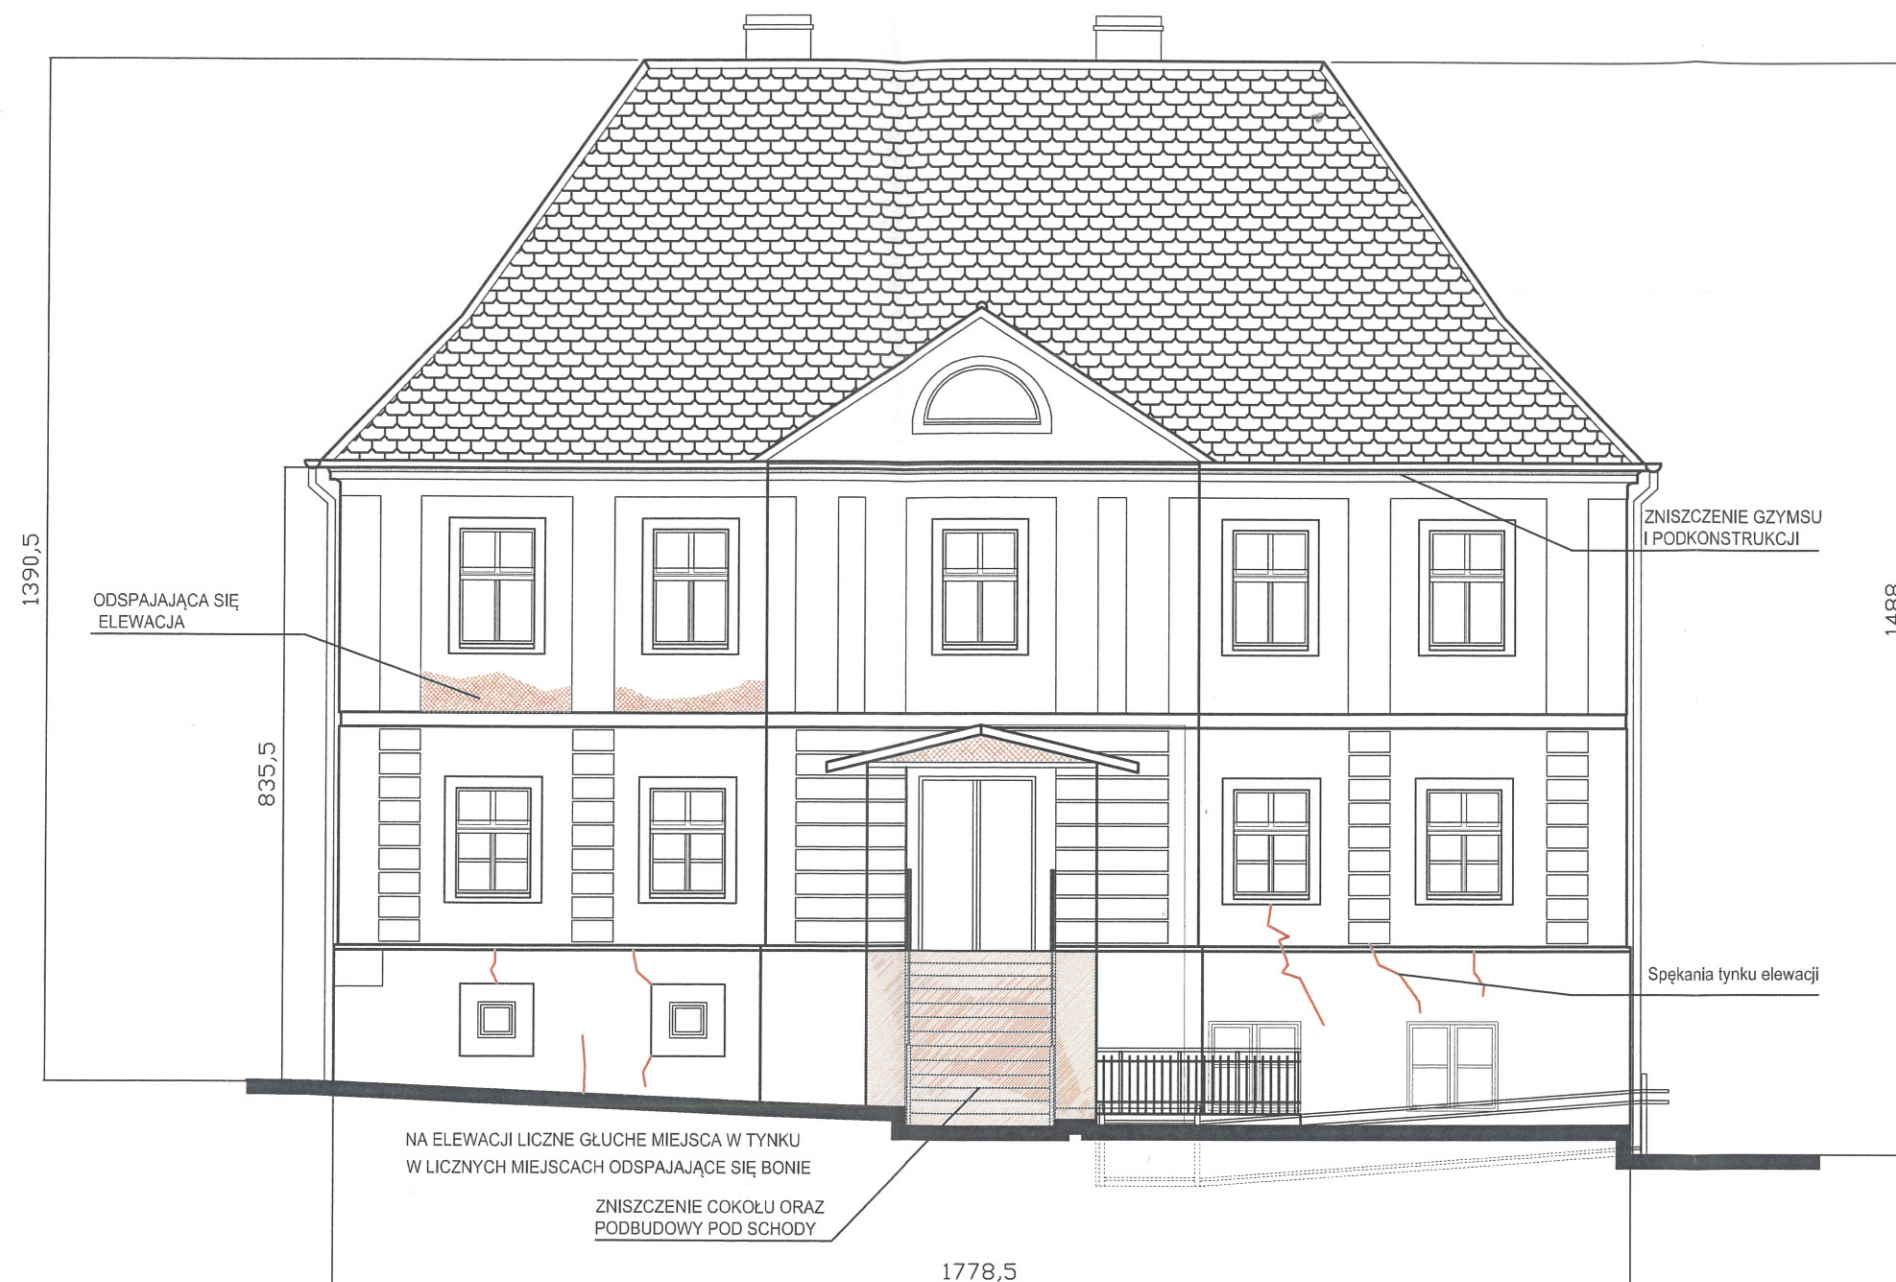 1390,5
835,5
ODSPAJAJĄCA SIĘ
ELEWACJA
ZNISZCZENIE GZYMSU
I PODKONSTRUKCJI
1488
Spękania tynku elewacji
NA ELEWACJI LICZNE GŁUCHE MIEJSCA W TYNKU
W LICZNYCH MIEJSCACH ODSPAJAJĄCE SIĘ BONIE
ZNISZCZENIE COKOŁU ORAZ
PODBUDOWY POD SCHODY
1778,5